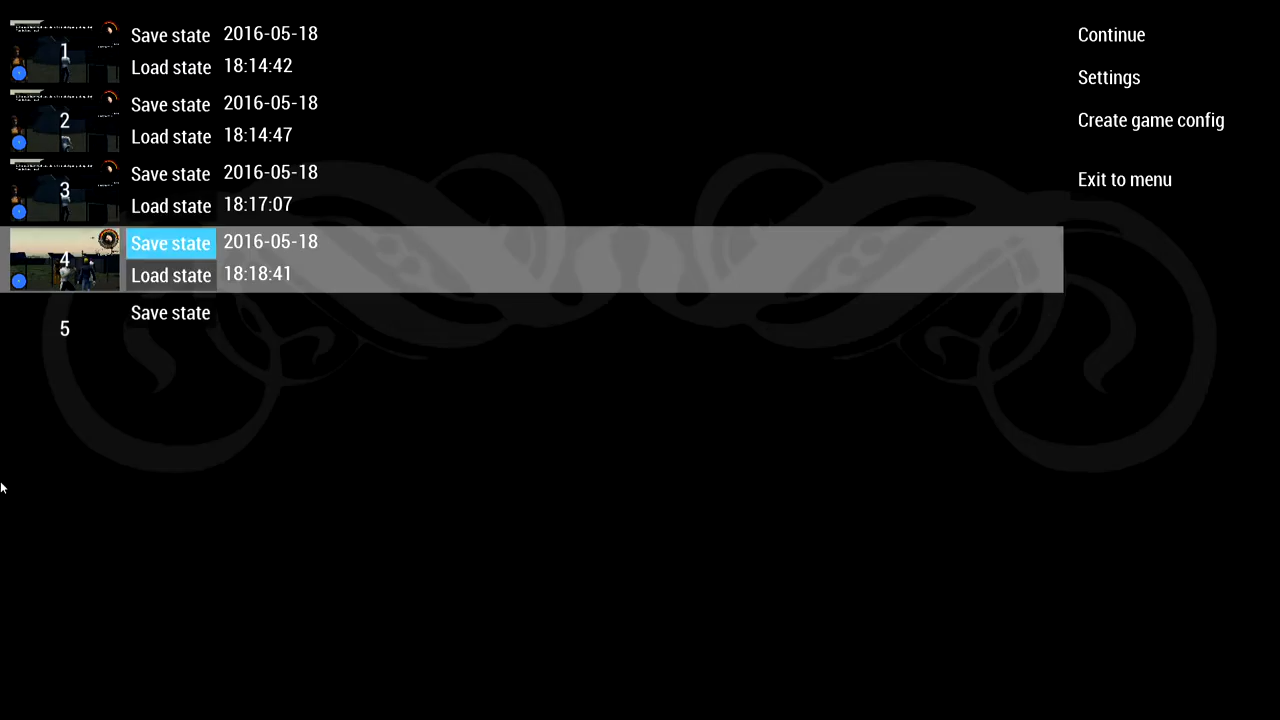 1
Save state 2016-05-18
Load state 18:14:42
2
Save state 2016-05-18
Load state 18:14:47
3
Save state 2016-05-18
Load state 18:17:07
4
Save state 2016-05-18
Load state 18:18:41
5
Save state
Continue
Settings
Create game config
Exit to menu